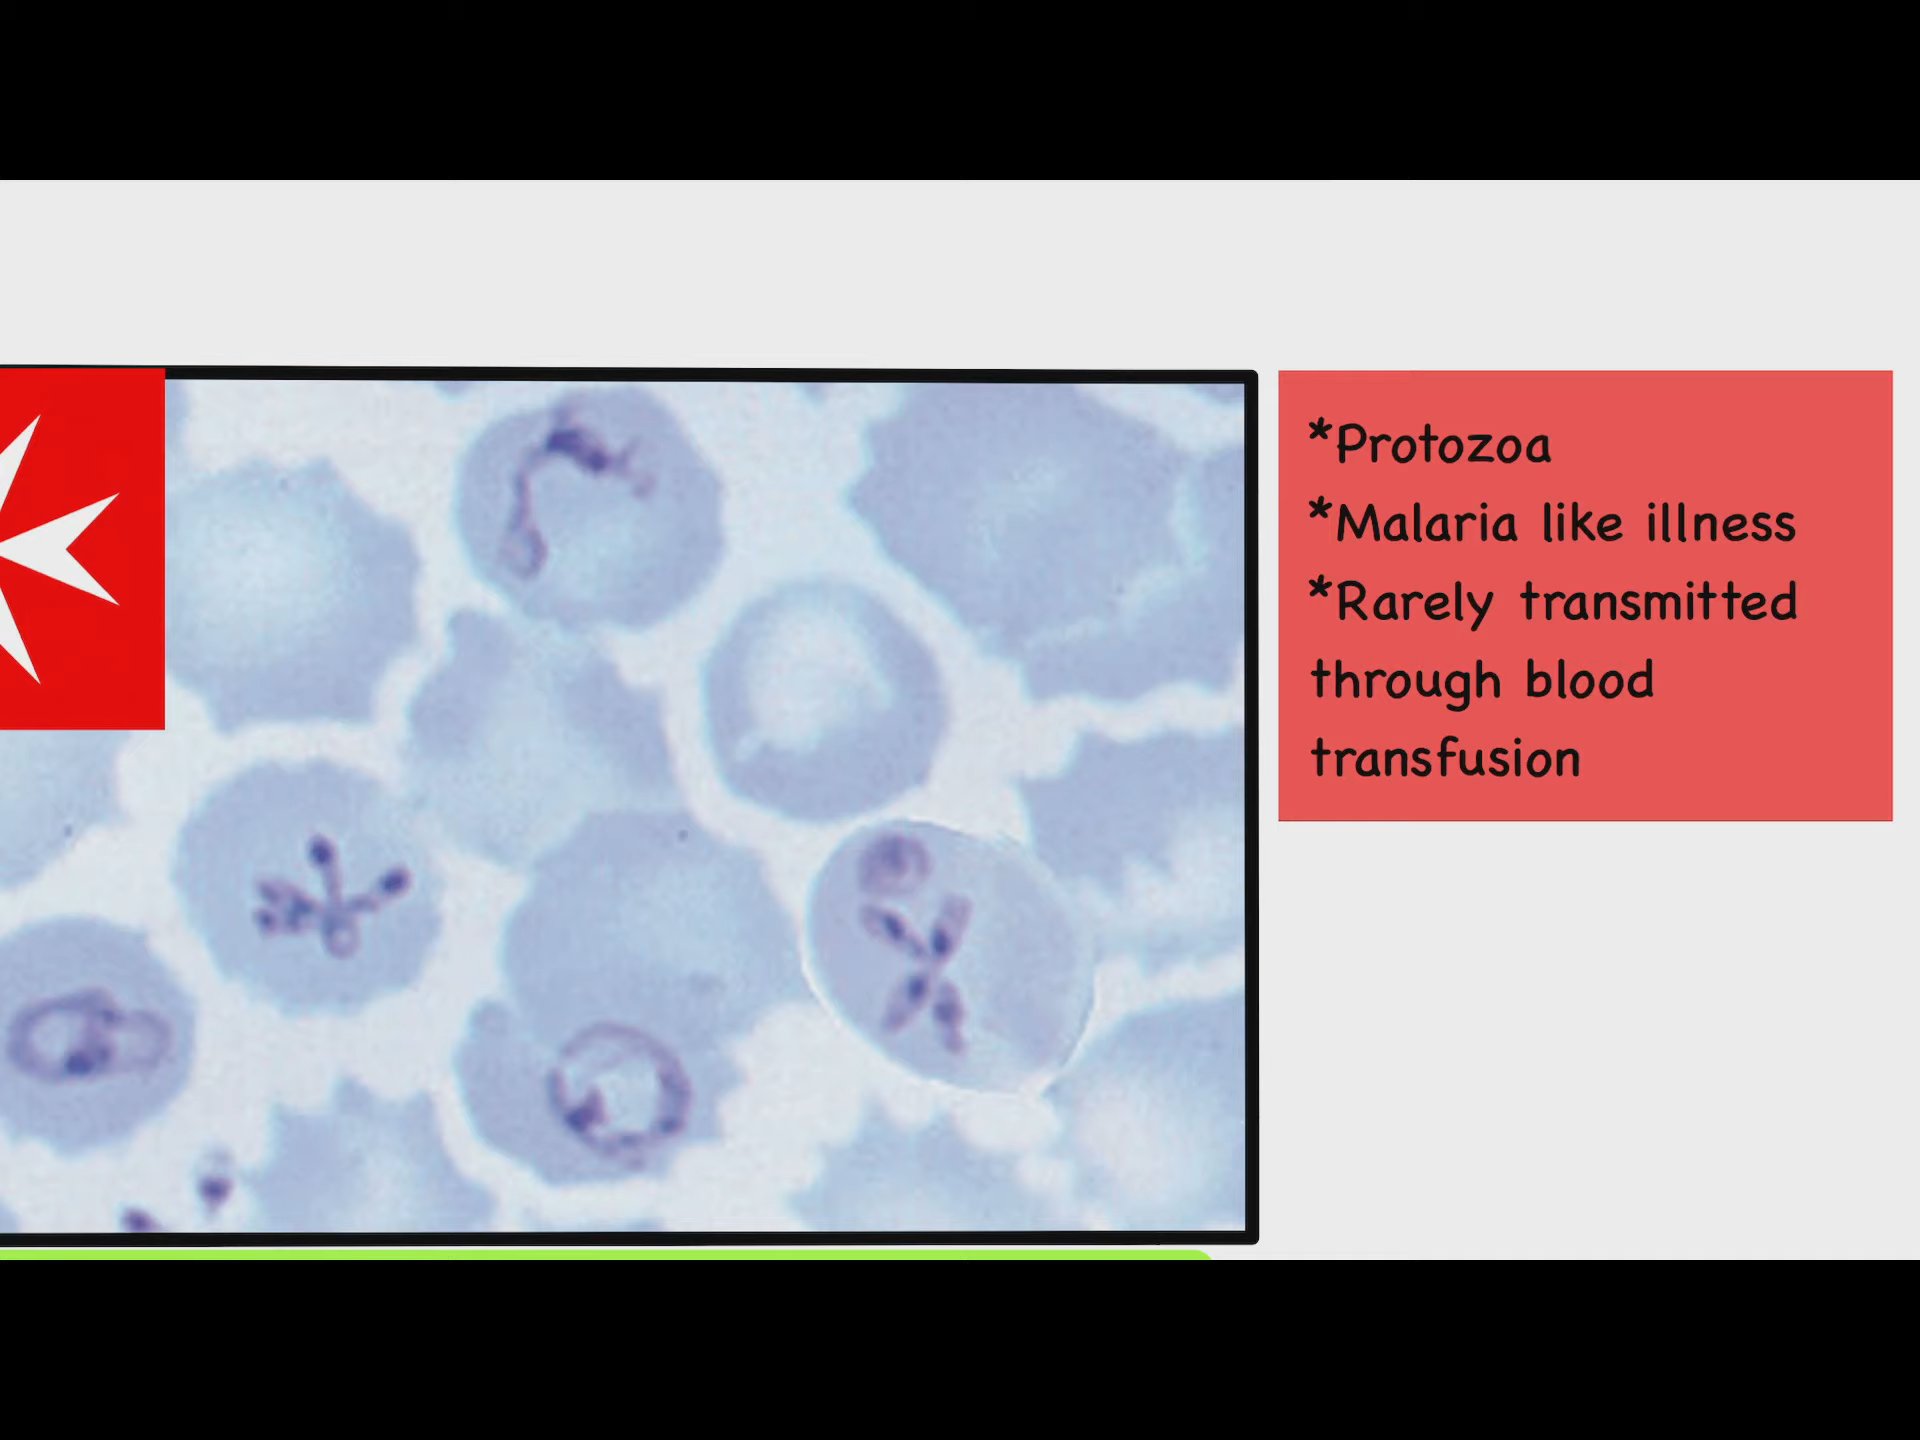 *Protozoa
*Malaria like illness
*Rarely transmitted
through blood
transfusion